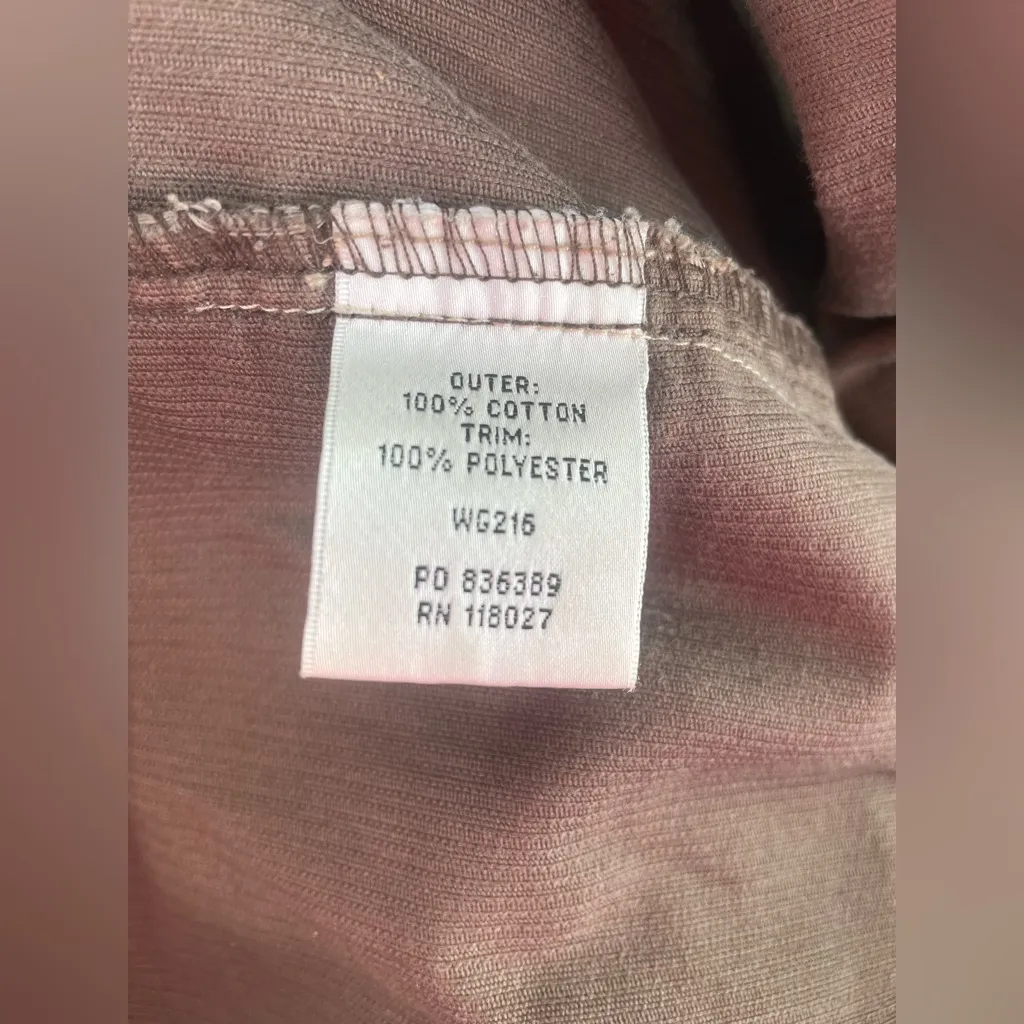 OUTER:
100% COTTON
TRIM:
100% POLYESTER
WG216
PO 836389
RN 118027